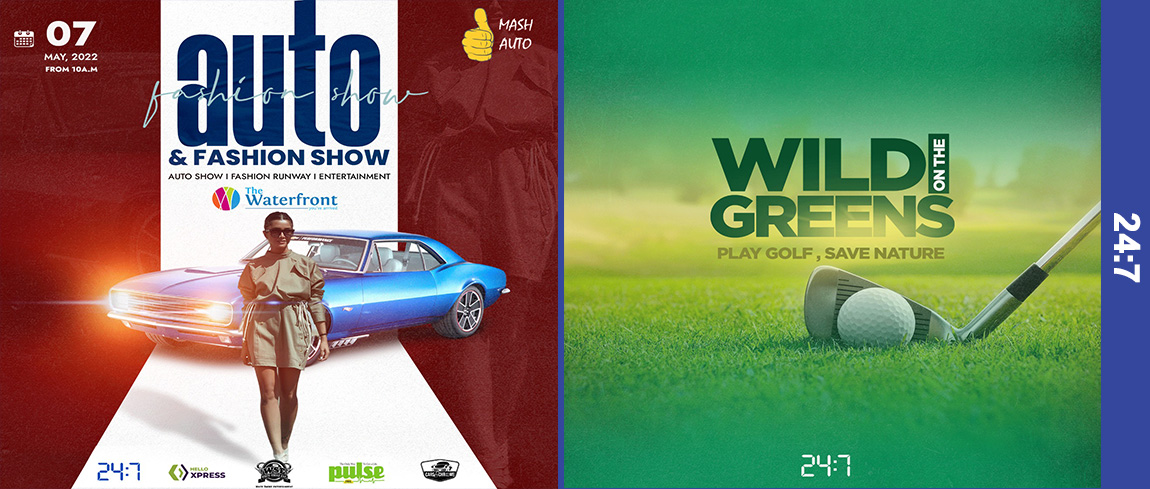 07
MAY, 2022
FROM 10A.M
auto
fashion show
& FASHION SHOW
AUTO SHOW I FASHION RUNWAY I ENTERTAINMENT
The
Waterfront
MASH
AUTO
24:7
HELLO
XPRESS
pulse
WILD
ON THE
GREENS
PLAY GOLF , SAVE NATURE
24:7
24:7